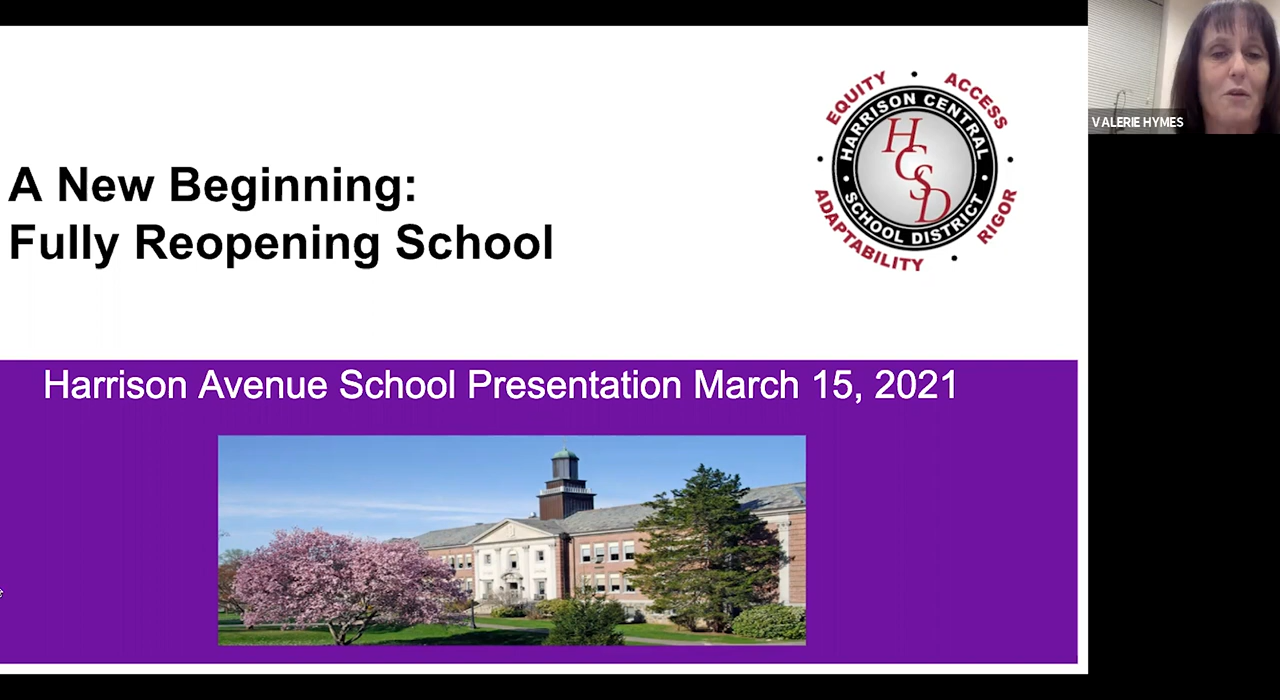 A New Beginning:
Fully Reopening School
EQUITY • ACCESS • RIGOR • ADAPTABILITY •
HARRISON CENTRAL • SCHOOL DISTRICT •
HCSD
VALERIE HYMES
Harrison Avenue School Presentation March 15, 2021